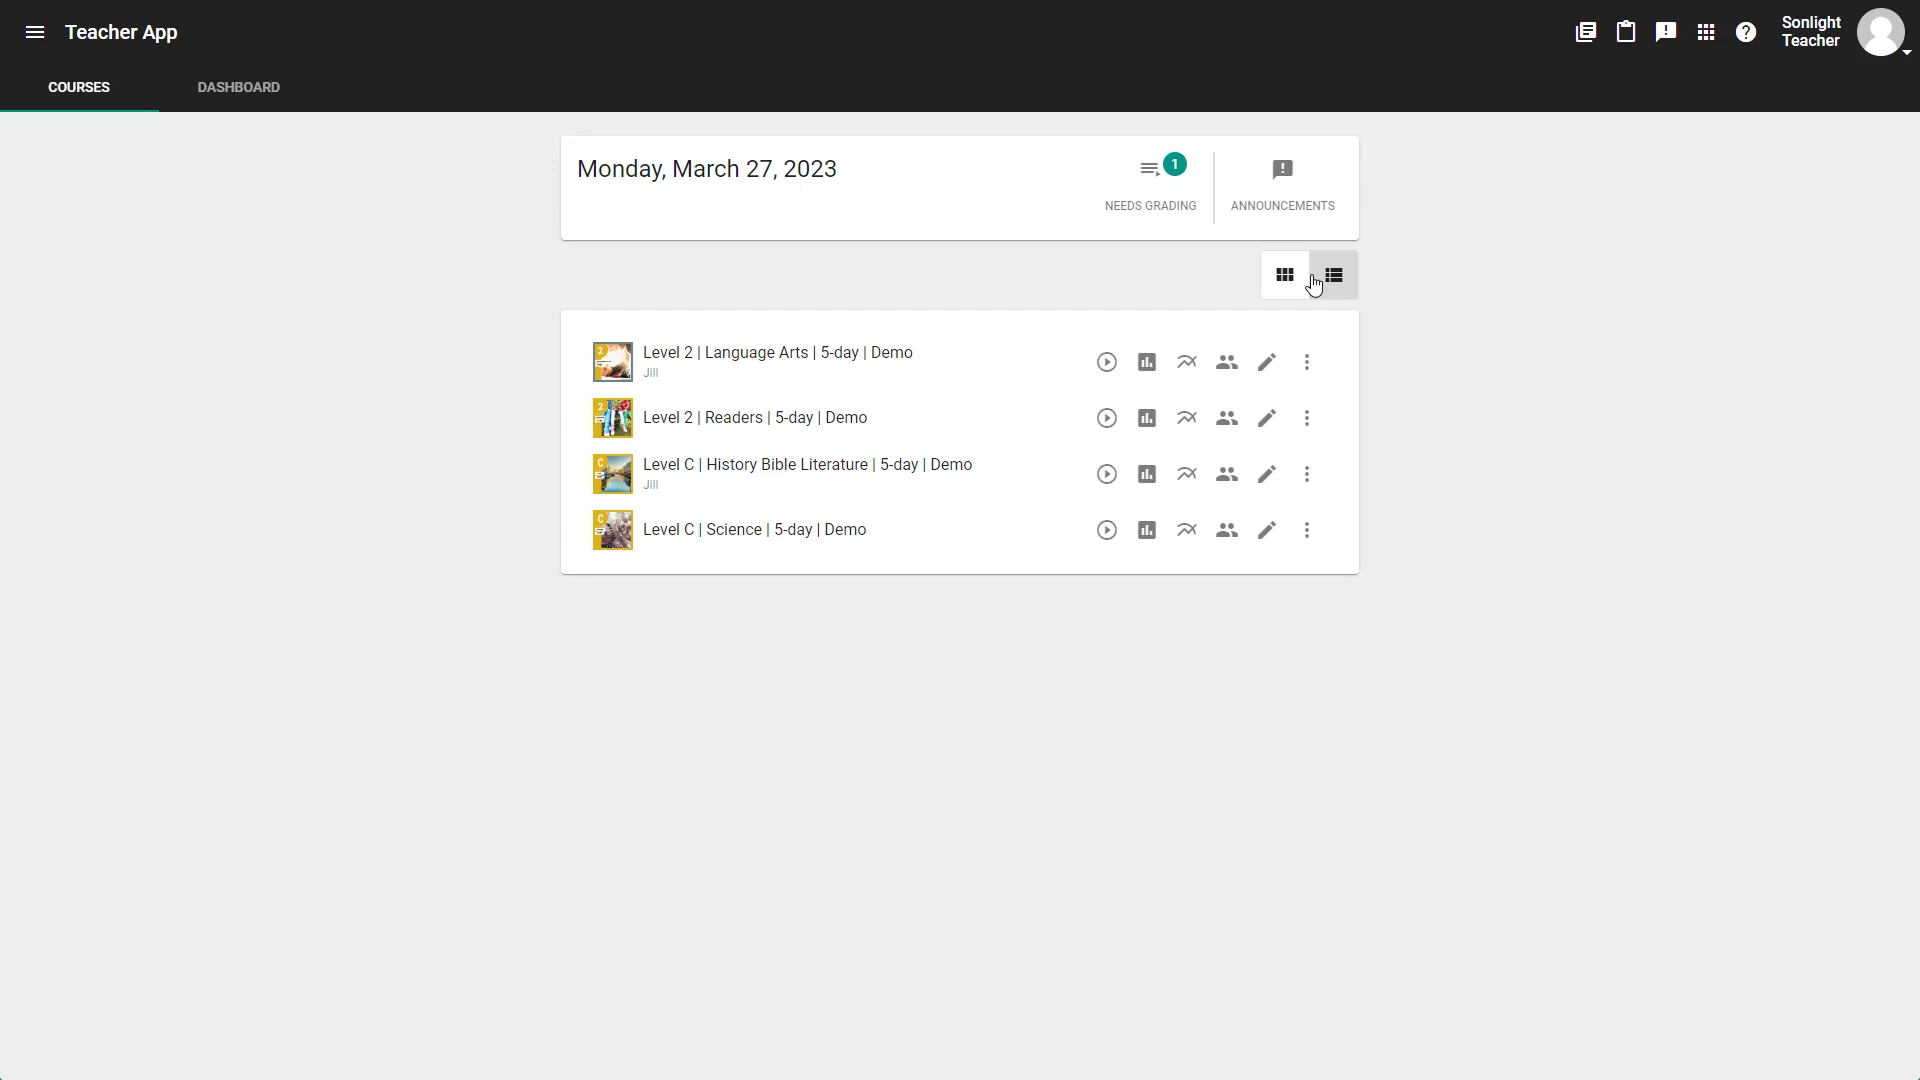 Teacher App
Sonlight
Teacher
COURSES
DASHBOARD
Monday, March 27, 2023
1
NEEDS GRADING
ANNOUNCEMENTS
2
Level 2 | Language Arts | 5-day | Demo
Jill
2
Level 2 | Readers | 5-day | Demo
C
Level C | History Bible Literature | 5-day | Demo
Jill
C
Level C | Science | 5-day | Demo